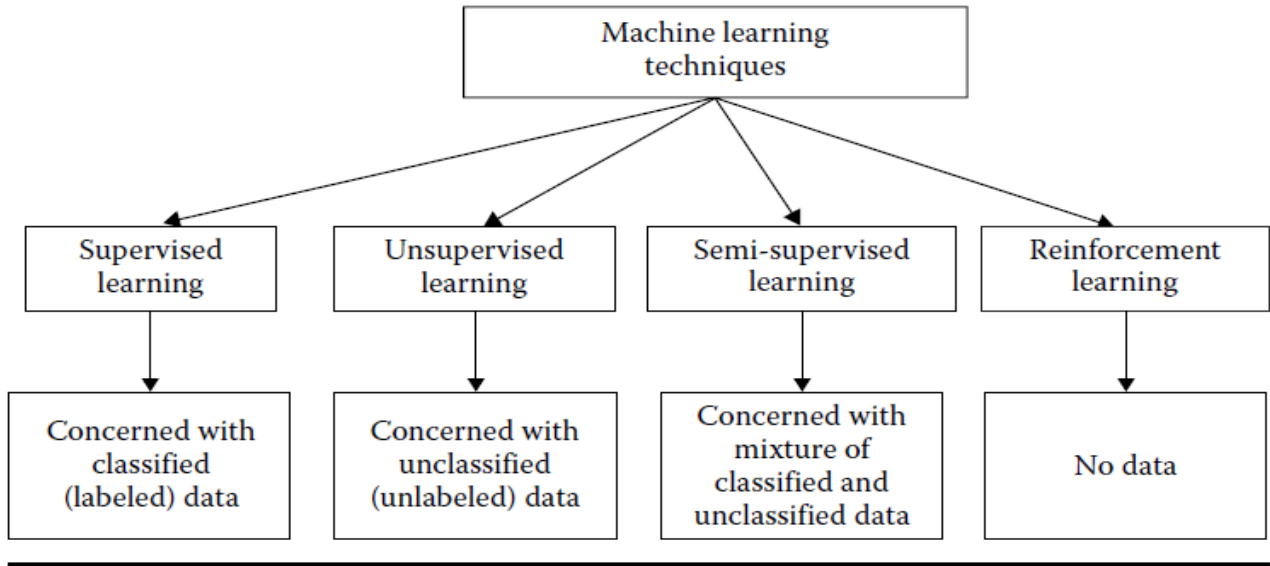 Machine learning
techniques
Supervised
learning
Unsupervised
learning
Semi-supervised
learning
Reinforcement
learning
Concerned with
classified
(labeled) data
Concerned with
unclassified
(unlabeled) data
Concerned with
mixture of
classified and
unclassified data
No data